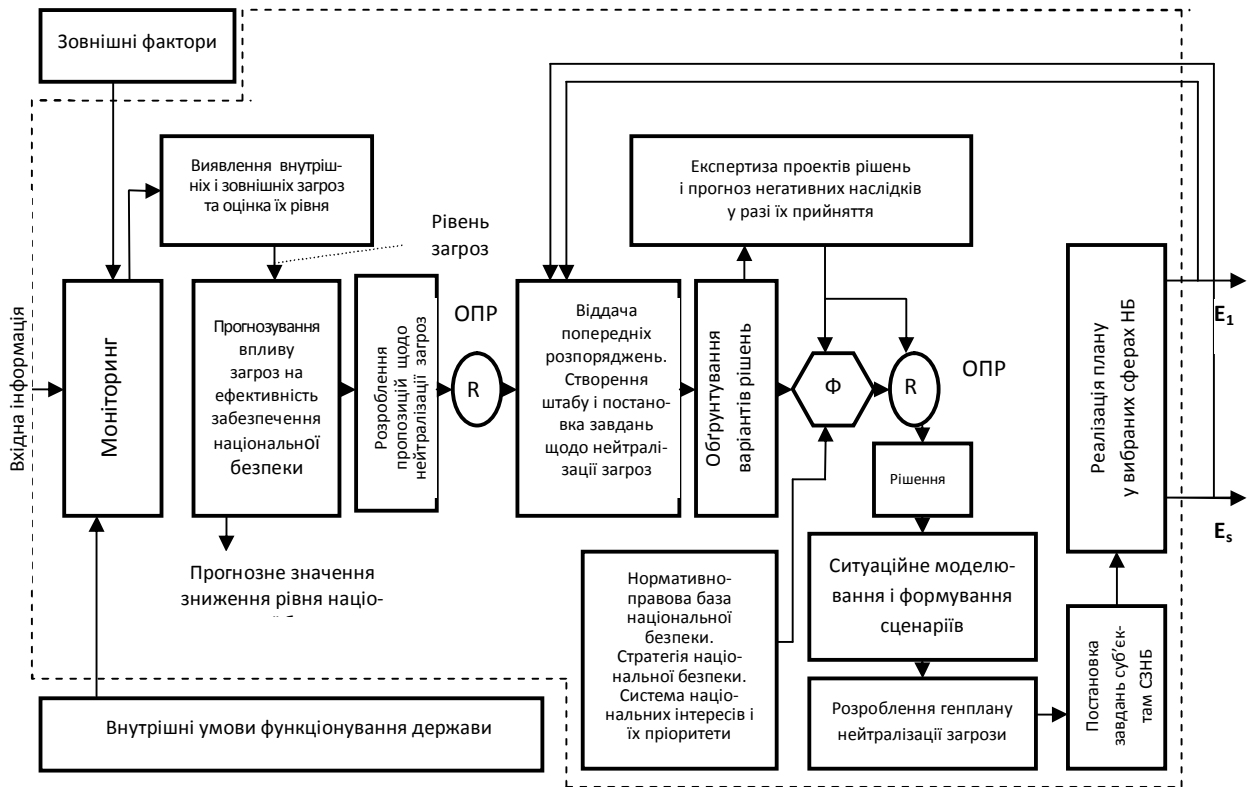 Зовнішні фактори
Виявлення внутріш-
ніх і зовнішніх загроз
та оцінка їх рівня
Рівень
загроз
Експертиза проектів рішень
і прогноз негативних наслідків
у разі їх прийняття
Вхідна інформація
Моніторинг
Прогнозування
впливу
загроз на
ефективність
забезпечення
національної
безпеки
Розроблення
пропозицій щодо
нейтралізації загроз
ОПР
R
Віддача
попередніх
розпоряджень.
Створення
штабу і постано-
вка завдань
щодо нейтралі-
зації загроз
Обґрунтування
варіантів рішень
Ф
R
ОПР
Рішення
Реалізація плану
у вибраних сферах НБ
E1
Es
Прогнозне значення
зниження рівня націо-
Нормативно-
правова база
національної
безпеки.
Стратегія націо-
нальної безпеки.
Система націо-
нальних інтересів і
їх пріоритети
Ситуаційне моделю-
вання і формування
сценаріїв
Розроблення генплану
нейтралізації загрози
Постановка
завдань суб’єк-
там СЗНБ
Внутрішні умови функціонування держави